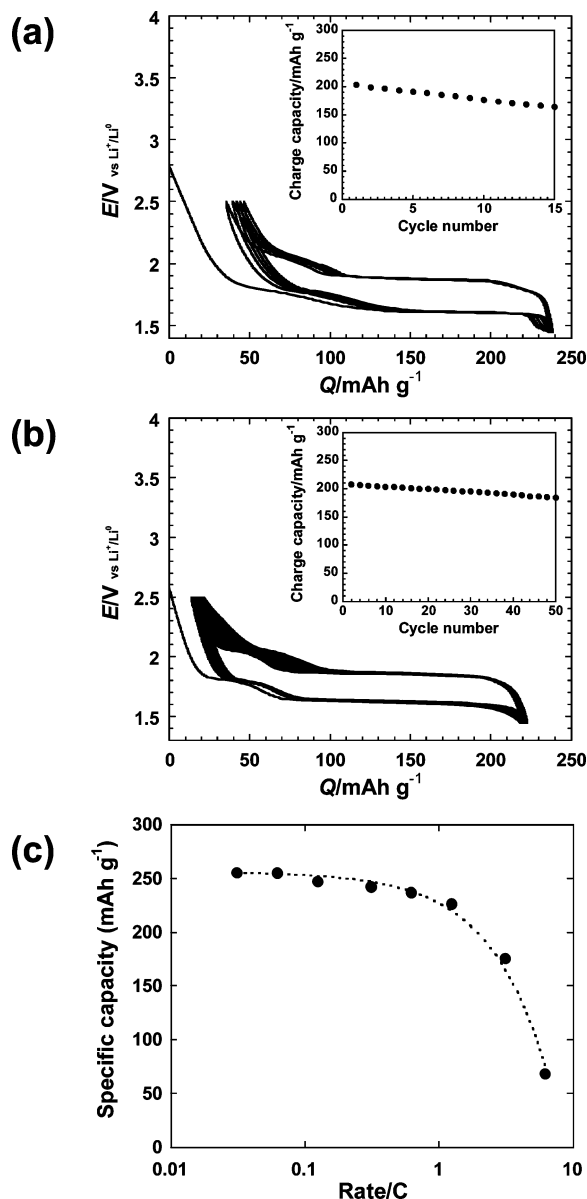 (a)
E/V vs Li⁺/Li⁰
4
3.5
3
2.5
2
1.5
0 50 100 150 200 250
Q/mAh g⁻¹
Charge capacity/mAh g⁻¹
300
250
200
150
100
50
0
0 5 10 15
Cycle number
(b)
E/V vs Li⁺/Li⁰
4
3.5
3
2.5
2
1.5
0 50 100 150 200 250
Q/mAh g⁻¹
Charge capacity/mAh g⁻¹
300
250
200
150
100
50
0
0 10 20 30 40 50
Cycle number
(c)
Specific capacity (mAh g⁻¹)
300
250
200
150
100
50
0
0.01 0.1 1 10
Rate/C